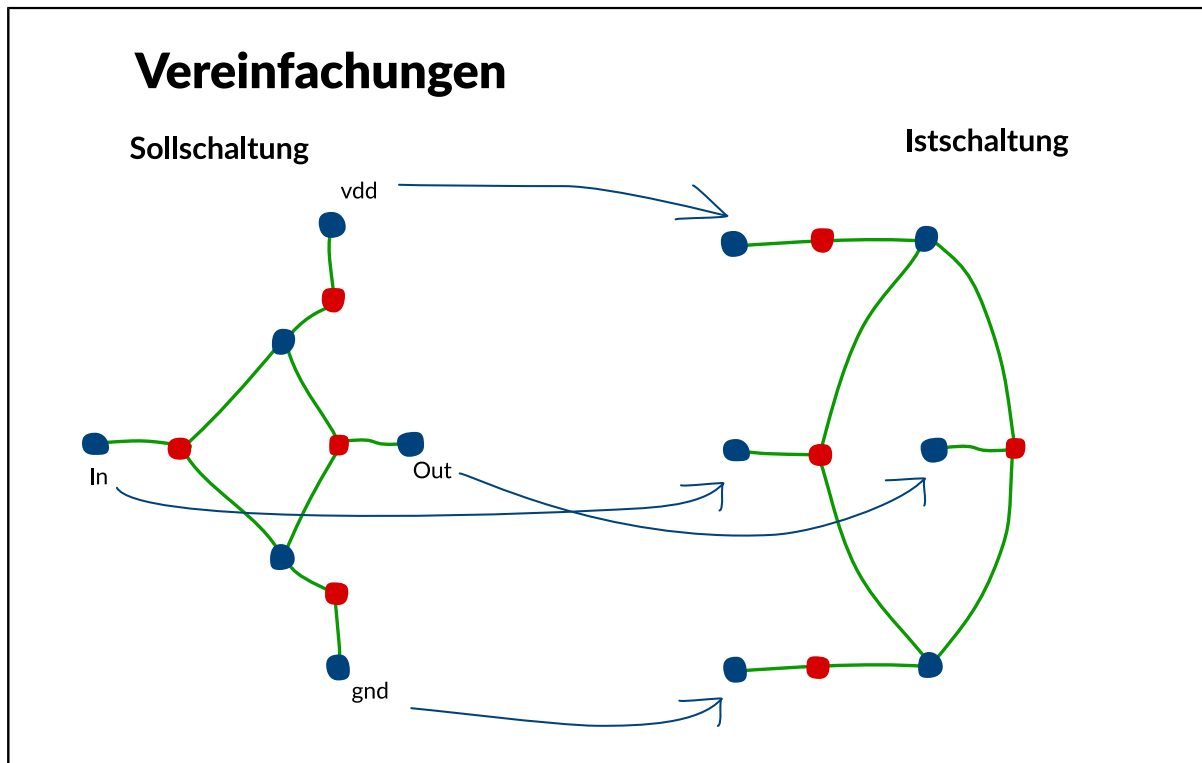 Vereinfachungen
Sollschaltung
Istschaltung
vdd
In
Out
gnd